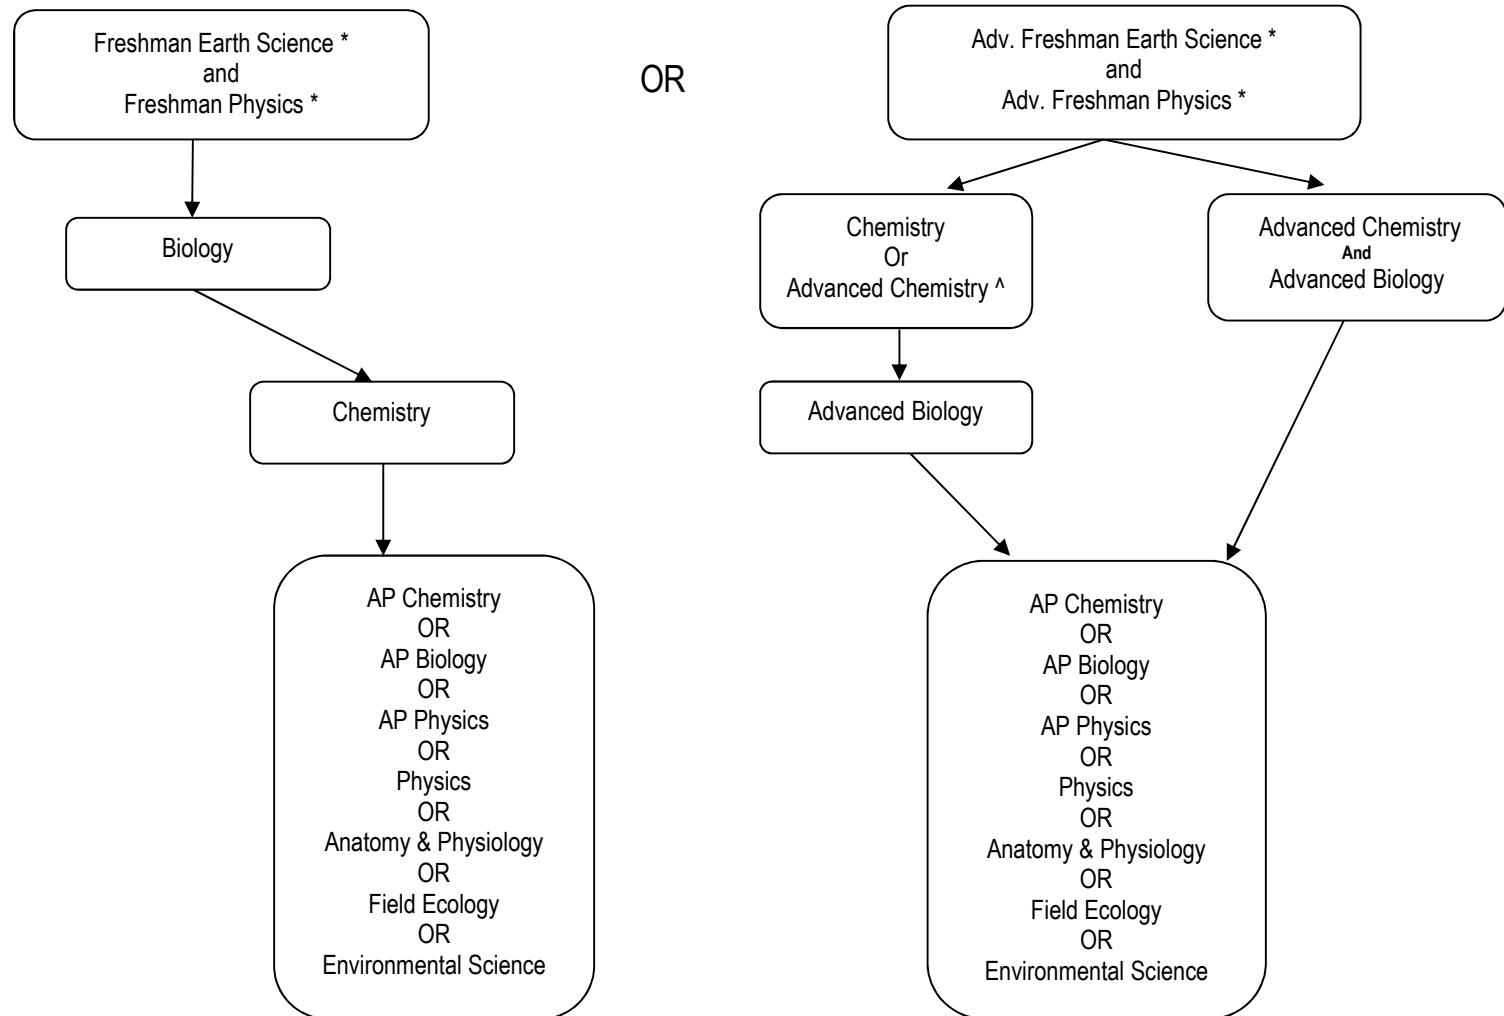 Freshman Earth Science *
and
Freshman Physics *
OR
Adv. Freshman Earth Science *
and
Adv. Freshman Physics *
Biology
Chemistry
Or
Advanced Chemistry ^
Advanced Chemistry
And
Advanced Biology
Chemistry
Advanced Biology
AP Chemistry
OR
AP Biology
OR
AP Physics
OR
Physics
OR
Anatomy & Physiology
OR
Field Ecology
OR
Environmental Science
AP Chemistry
OR
AP Biology
OR
AP Physics
OR
Physics
OR
Anatomy & Physiology
OR
Field Ecology
OR
Environmental Science